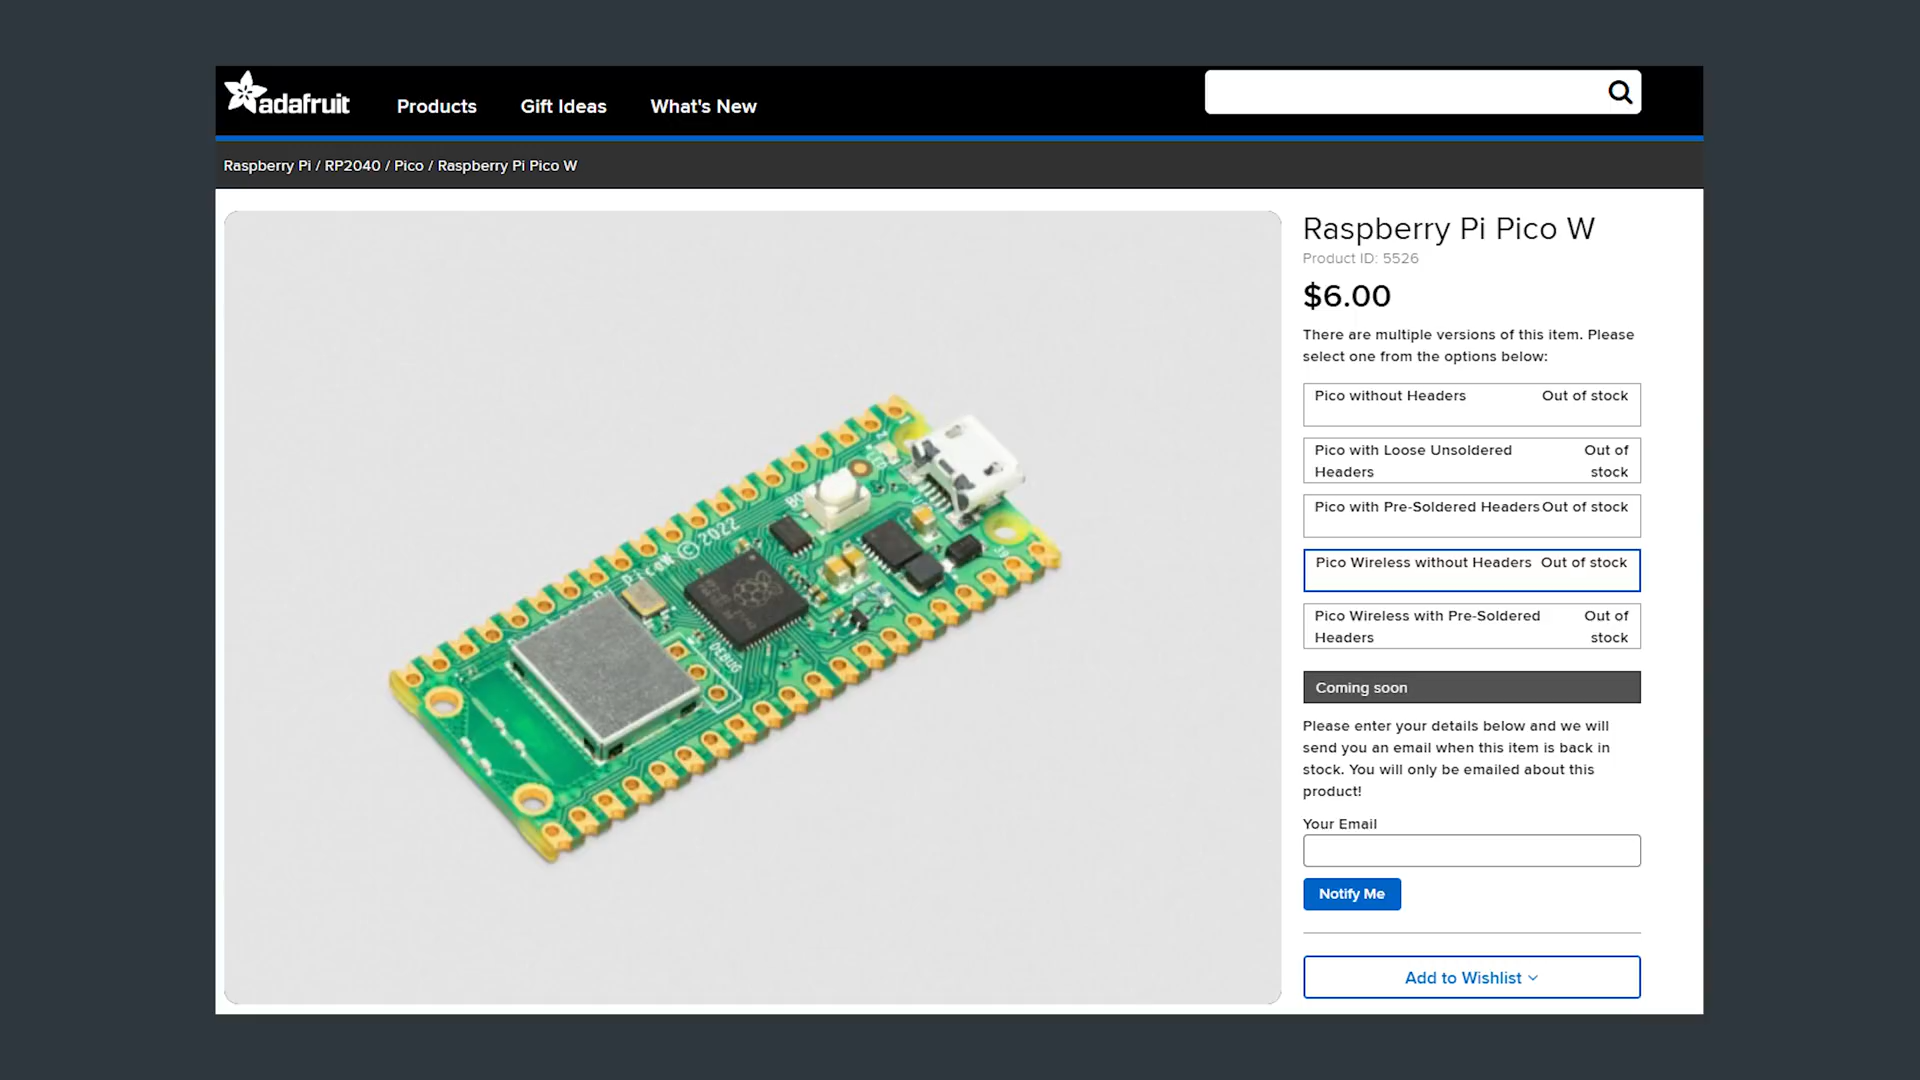 adafruit
Products
Gift Ideas
What's New
Raspberry Pi / RP2040 / Pico / Raspberry Pi Pico W
PicoW ©2022
DEBUG
Raspberry Pi Pico W
Product ID: 5526
$6.00
There are multiple versions of this item. Please
select one from the options below:
Pico without Headers Out of stock
Pico with Loose Unsoldered Out of
Headers stock
Pico with Pre-Soldered Headers Out of stock
Pico Wireless without Headers Out of stock
Pico Wireless with Pre-Soldered Out of
Headers stock
Coming soon
Please enter your details below and we will
send you an email when this item is back in
stock. You will only be emailed about this
product!
Your Email
Notify Me
Add to Wishlist